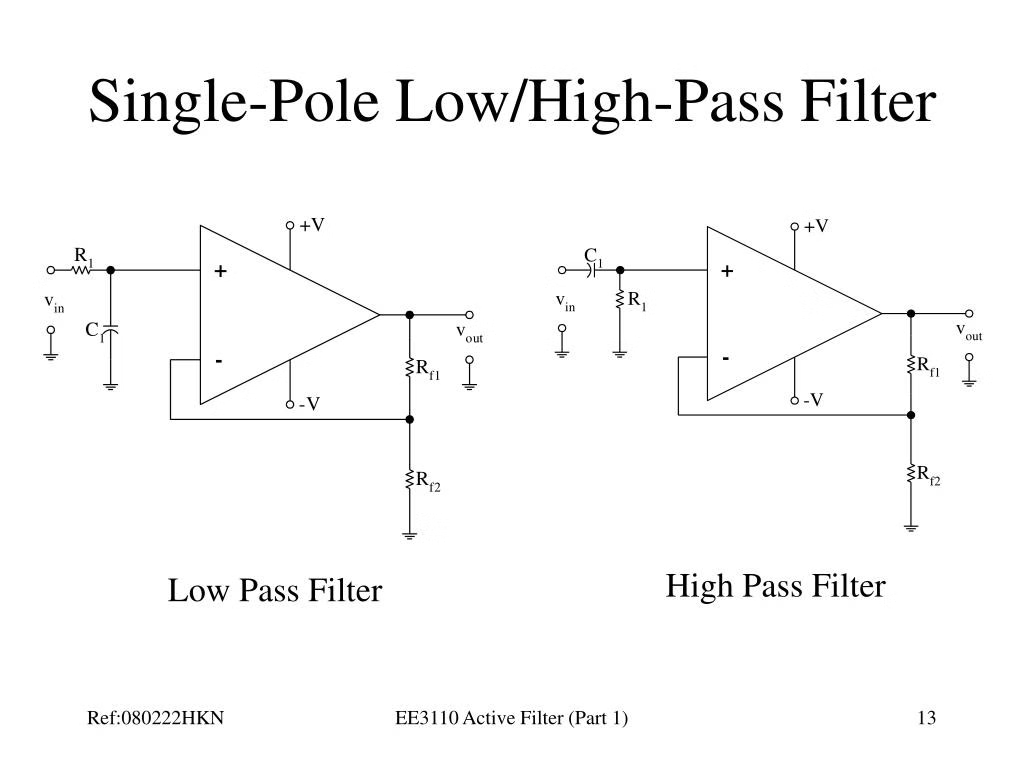 Single-Pole Low/High-Pass Filter
+V
R1
+
vin
C1
-
vout
Rf1
-V
Rf2
Low Pass Filter
+V
C1
+
vin
R1
-
vout
Rf1
-V
Rf2
High Pass Filter
Ref:080222HKN
EE3110 Active Filter (Part 1)
13